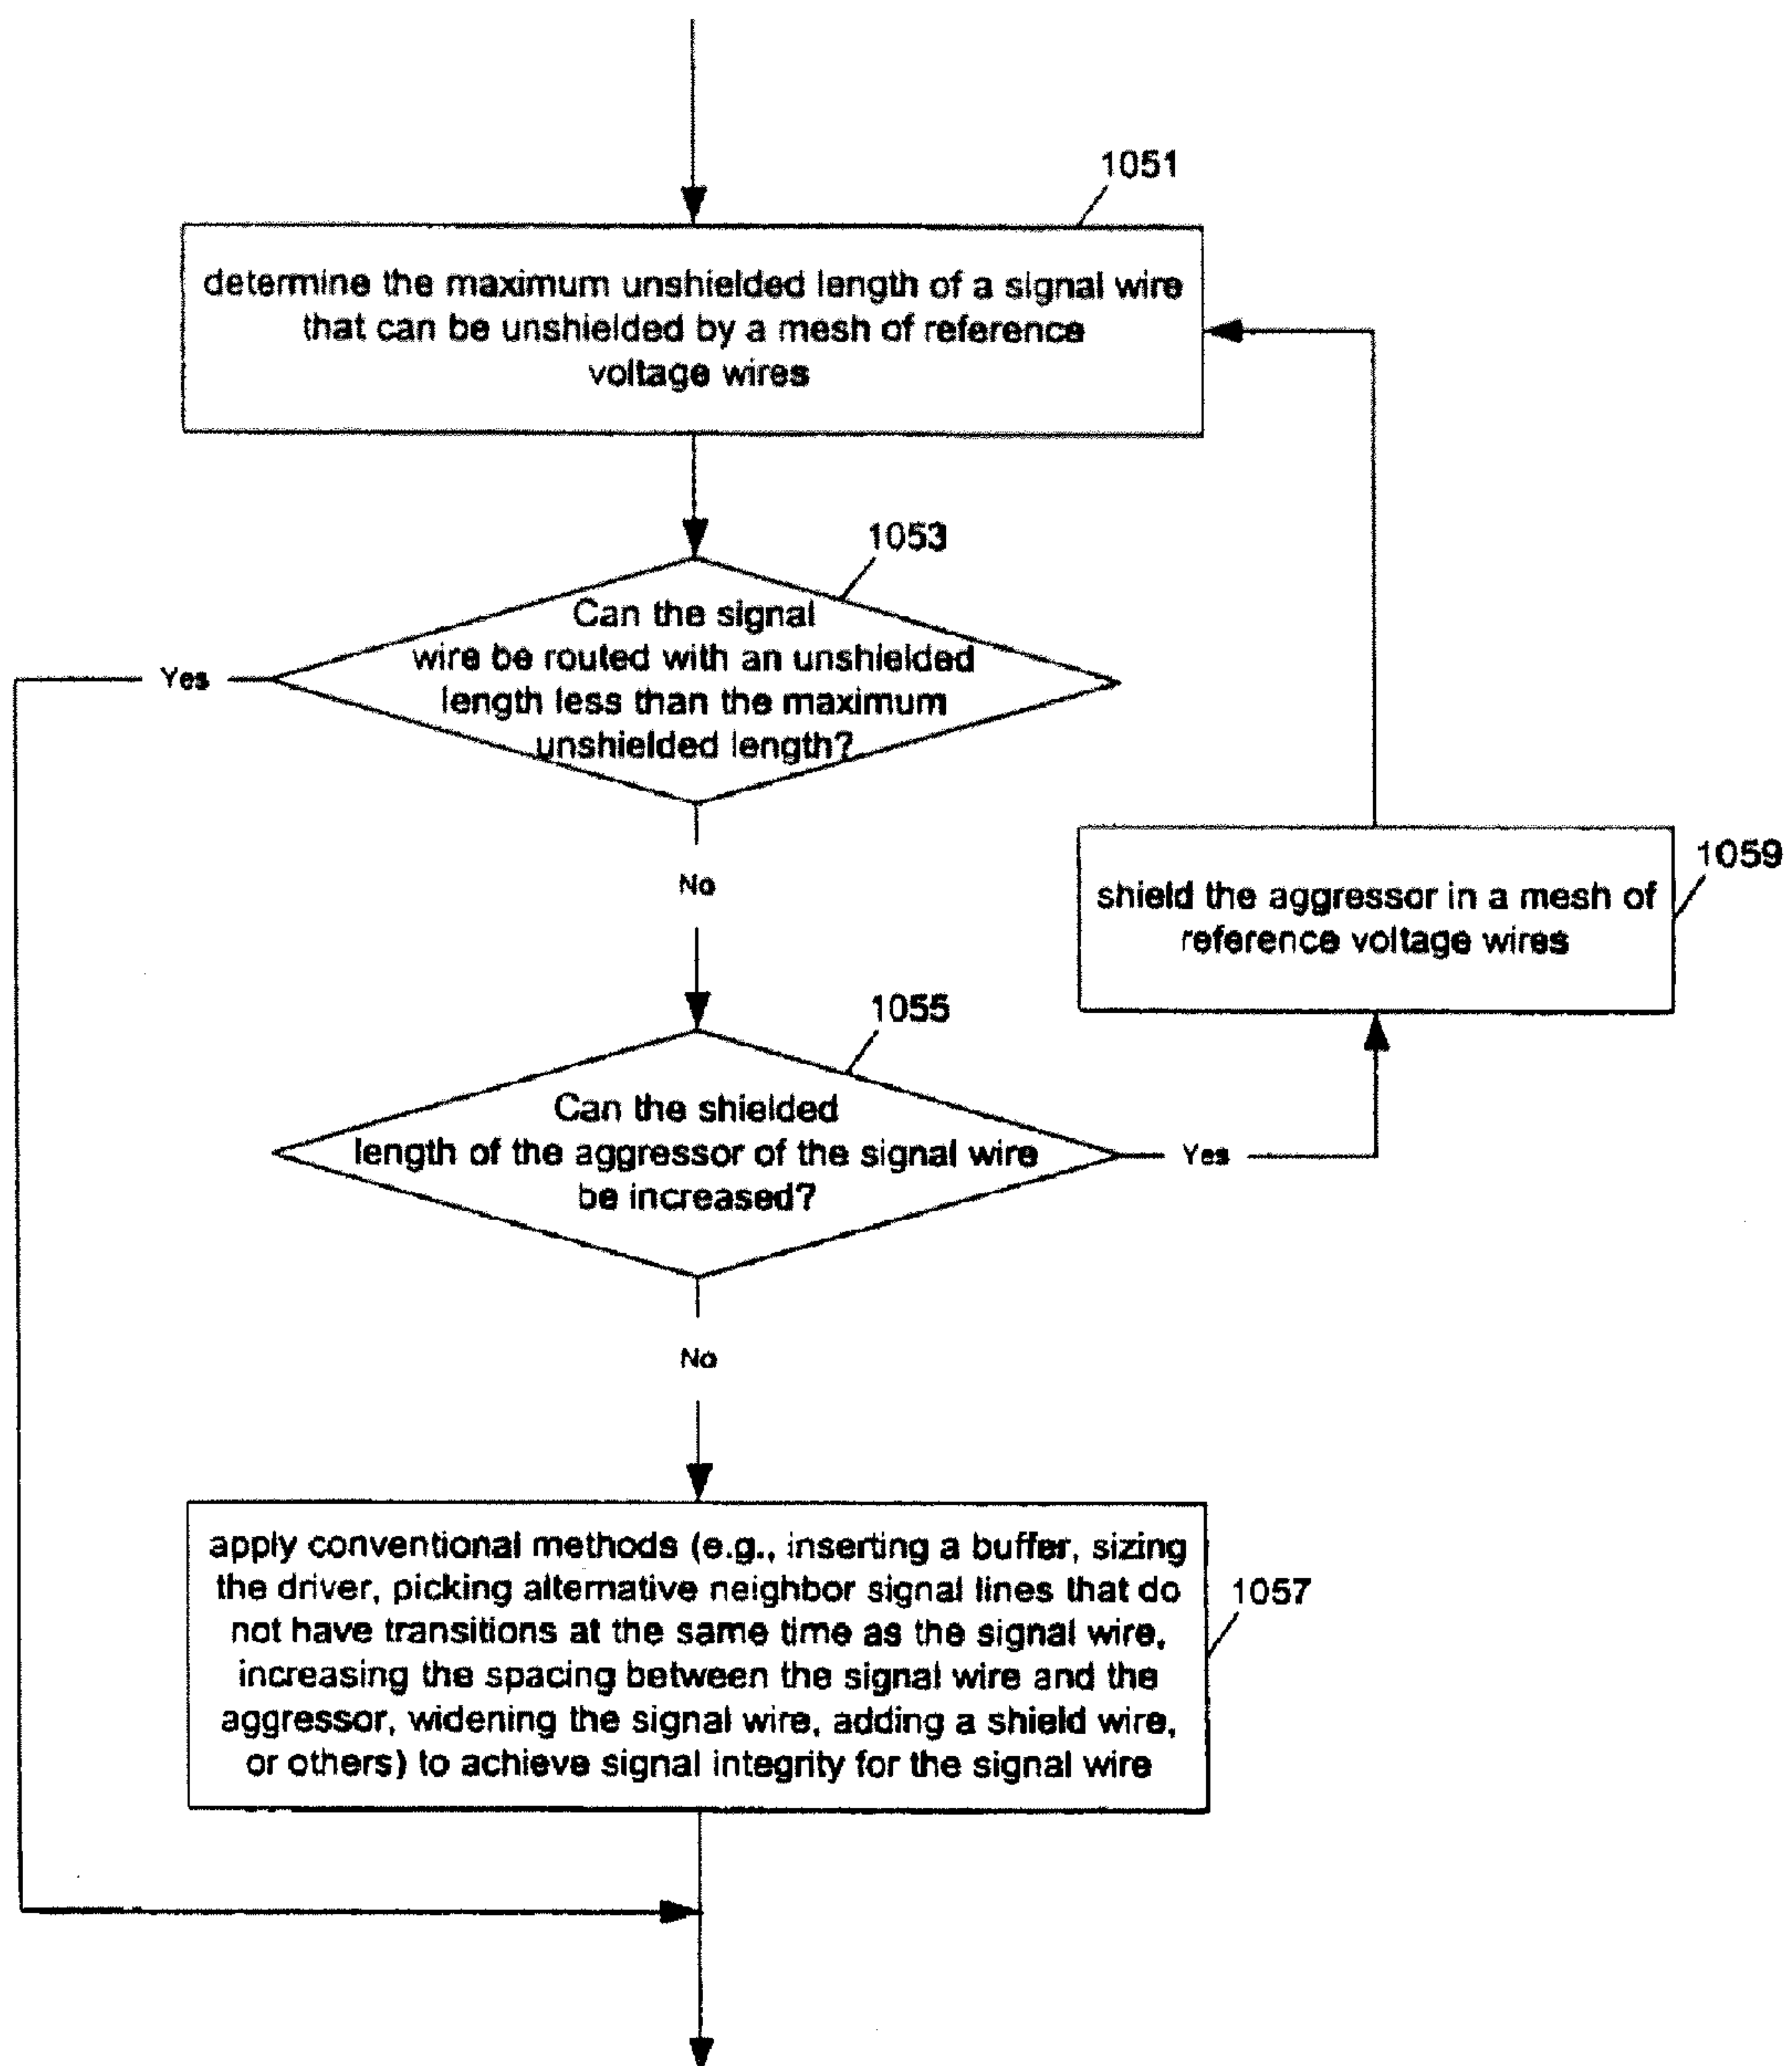 1051
determine the maximum unshielded length of a signal wire
that can be unshielded by a mesh of reference
voltage wires
1053
Can the signal
wire be routed with an unshielded
length less than the maximum
unshielded length?
Yes
No
1059
shield the aggressor in a mesh of
reference voltage wires
1055
Can the shielded
length of the aggressor of the signal wire
be increased?
Yes
No
apply conventional methods (e.g., inserting a buffer, sizing
the driver, picking alternative neighbor signal lines that do
not have transitions at the same time as the signal wire,
increasing the spacing between the signal wire and the
aggressor, widening the signal wire, adding a shield wire,
or others) to achieve signal integrity for the signal wire
1057